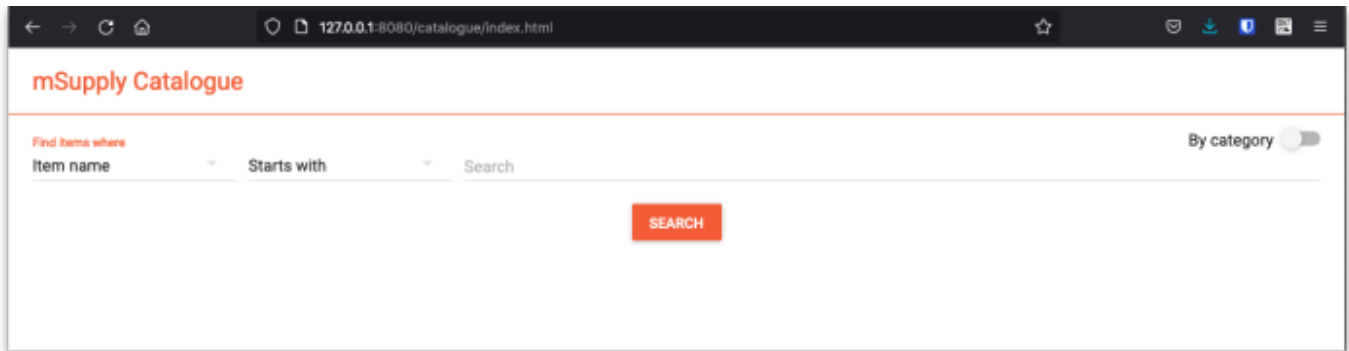 127.0.0.1:8080/catalogue/index.html
mSupply Catalogue
Find items where
By category
Item name Starts with Search
SEARCH